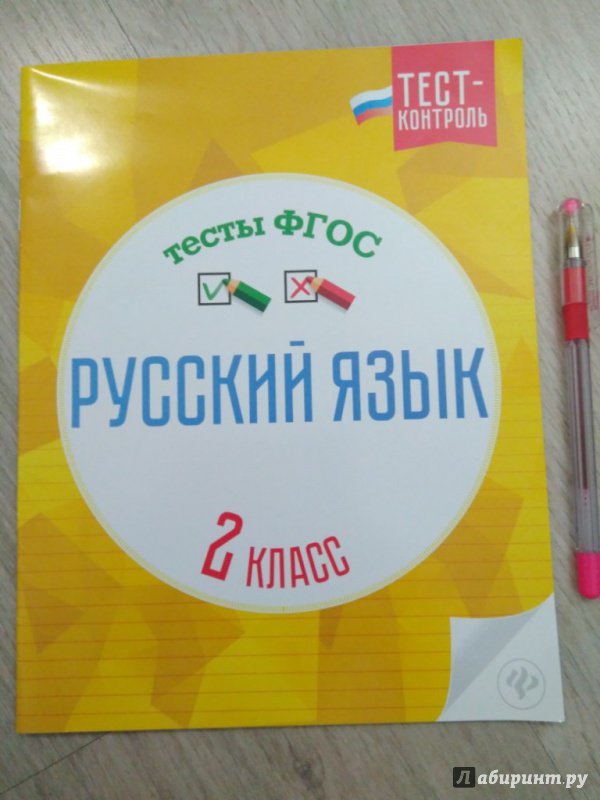 ТЕСТ-
КОНТРОЛЬ
тесты ФГОС
РУССКИЙ ЯЗЫК
2 КЛАСС
Лабиринт.ру